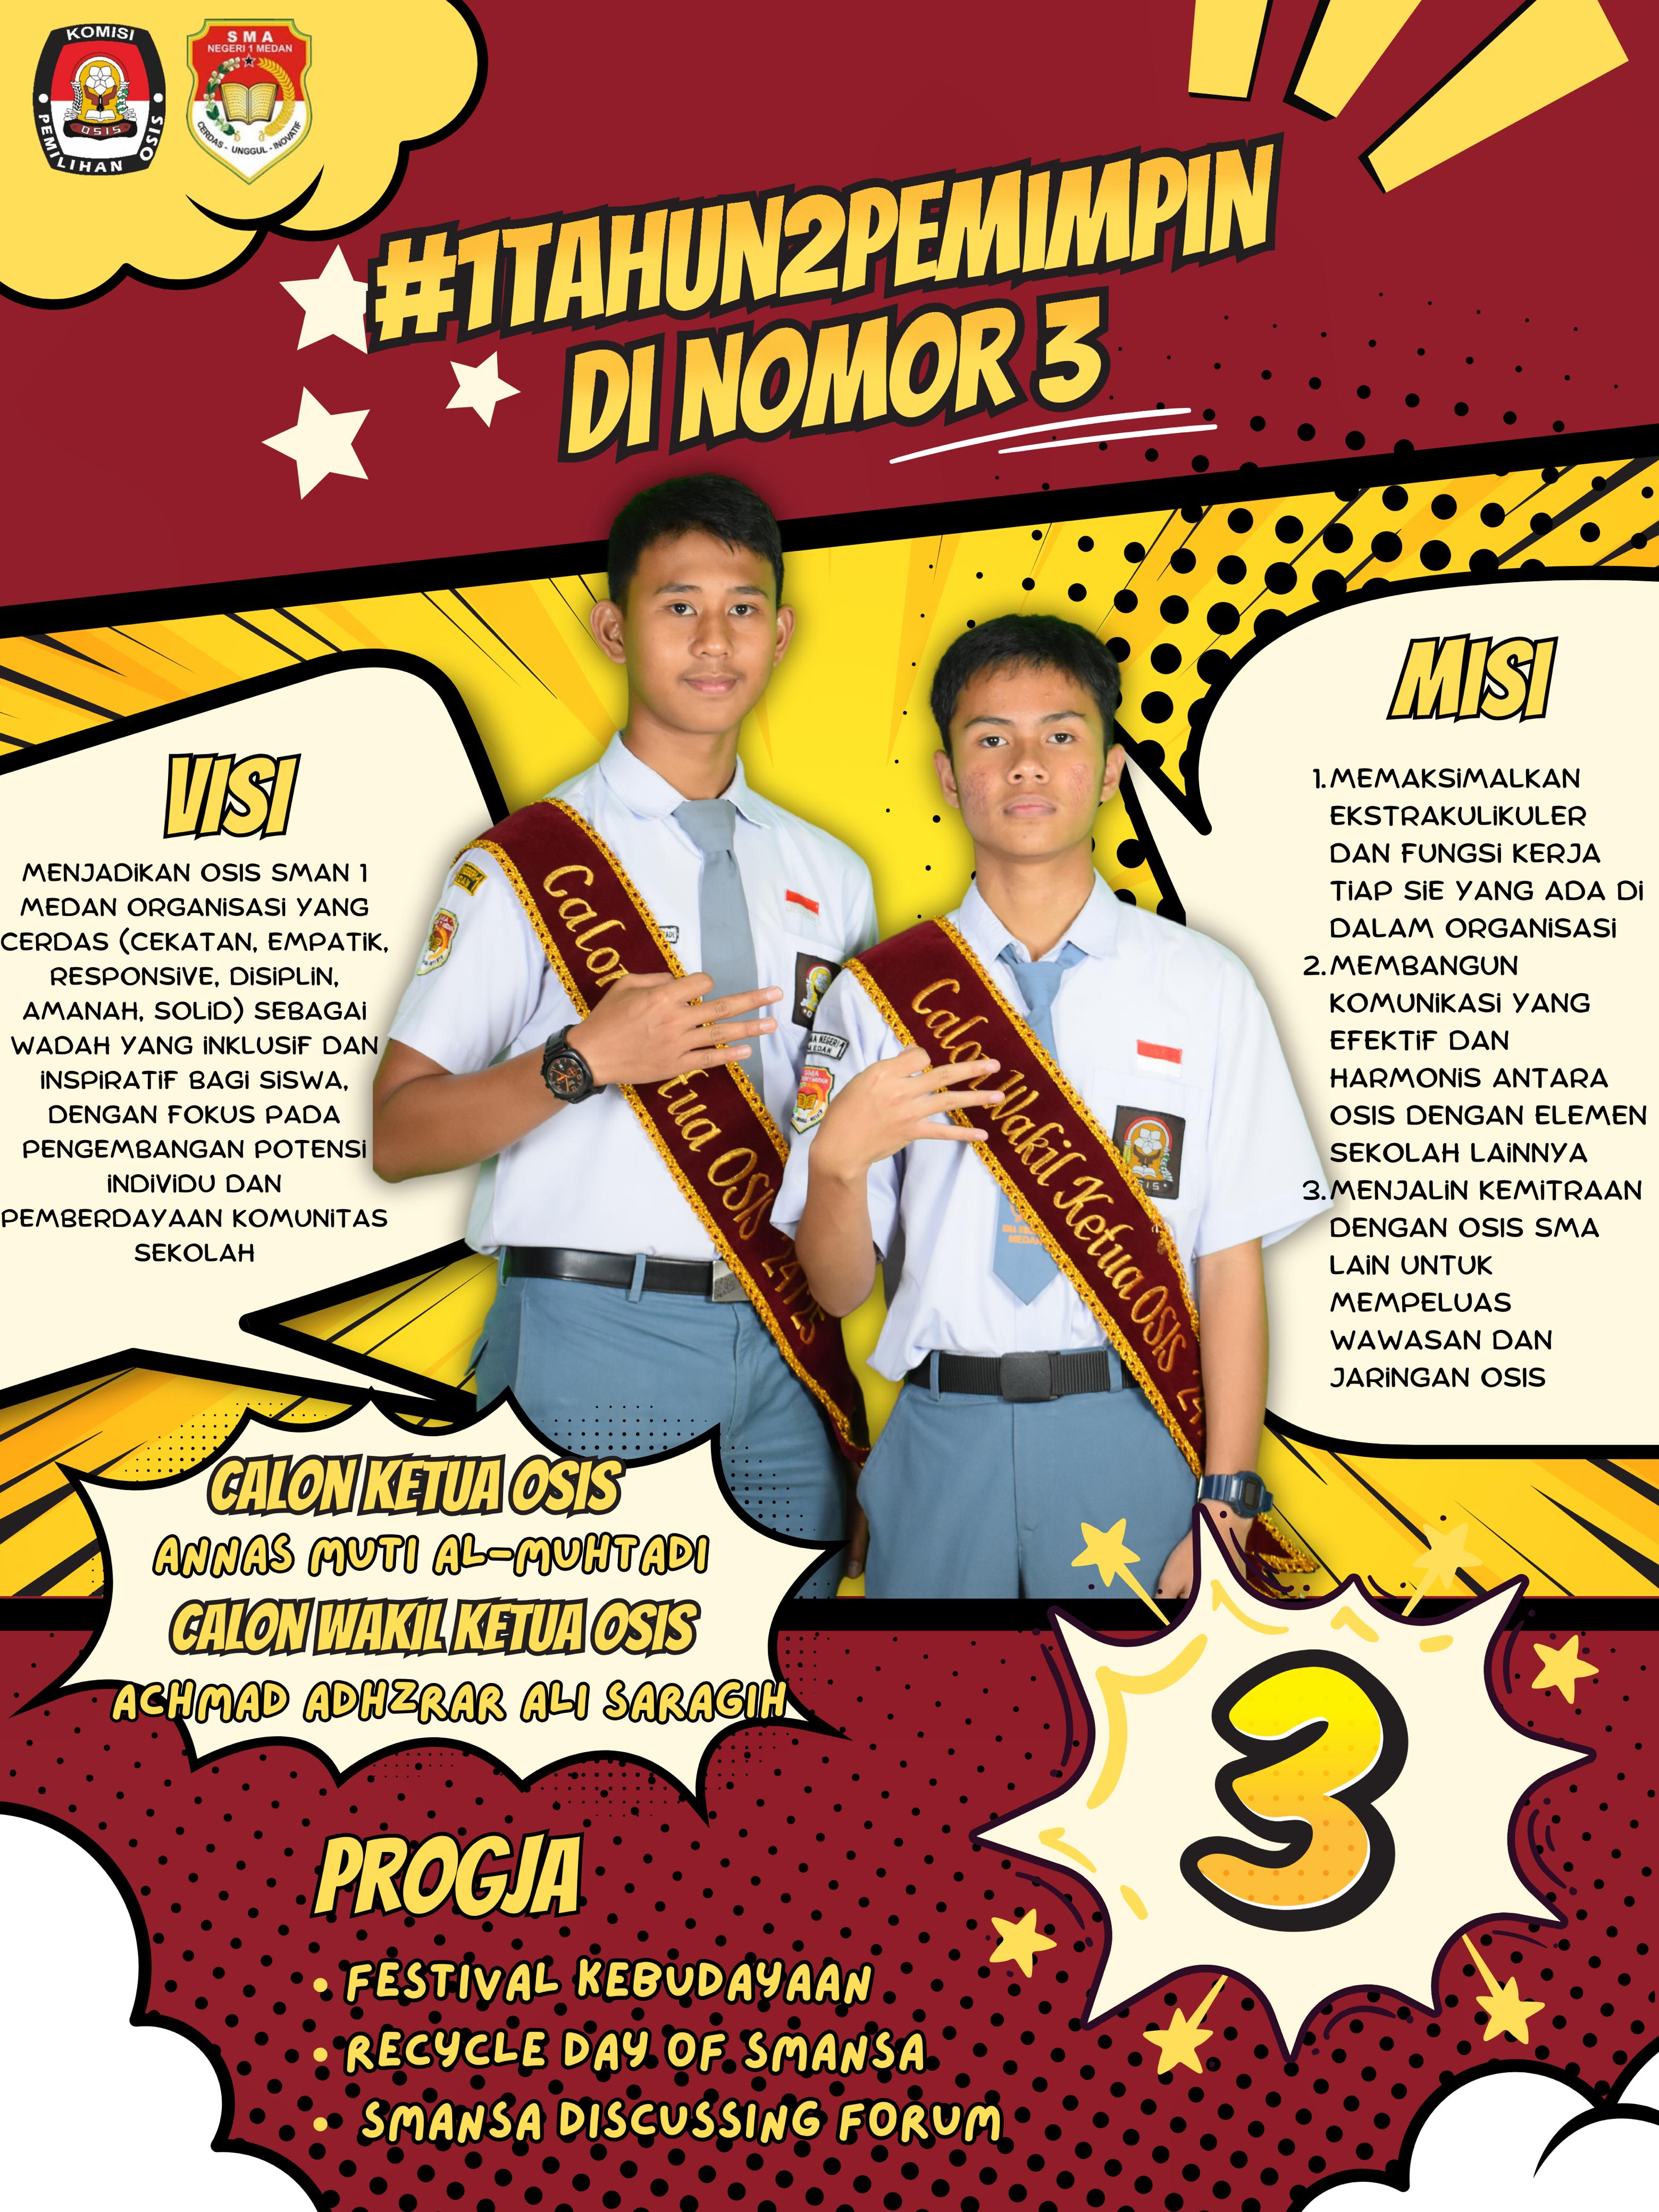 KOMISI
PEMILIHAN OSIS
OSIS
SMA
NEGERI 1 MEDAN
CERDAS - UNGGUL - INOVATIF
#1TAHUN2PEMIMPIN
DI NOMOR 3
VISI
MENJADIKAN OSIS SMAN 1
MEDAN ORGANISASI YANG
CERDAS (CEKATAN, EMPATIK,
RESPONSIVE, DISIPLIN,
AMANAH, SOLID) SEBAGAI
WADAH YANG INKLUSIF DAN
INSPIRATIF BAGI SISWA,
DENGAN FOKUS PADA
PENGEMBANGAN POTENSI
INDIVIDU DAN
PEMBERDAYAAN KOMUNITAS
SEKOLAH
MISI
1. MEMAKSIMALKAN
EKSTRAKULIKULER
DAN FUNGSI KERJA
TIAP SIE YANG ADA DI
DALAM ORGANISASI
2. MEMBANGUN
KOMUNIKASI YANG
EFEKTIF DAN
HARMONIS ANTARA
OSIS DENGAN ELEMEN
SEKOLAH LAINNYA
3. MENJALIN KEMITRAAN
DENGAN OSIS SMA
LAIN UNTUK
MEMPELUAS
WAWASAN DAN
JARINGAN OSIS
Calon tua OSIS 24/25
Calon Wakil Ketua OSIS 24
CALON KETUA OSIS
ANNAS MUTI AL-MUHTADI
CALON WAKIL KETUA OSIS
ACHMAD ADHZRAR ALI SARAGIH
3
PROGJA
• FESTIVAL KEBUDAYAAN
• RECYCLE DAY OF SMANSA
• SMANSA DISCUSSING FORUM